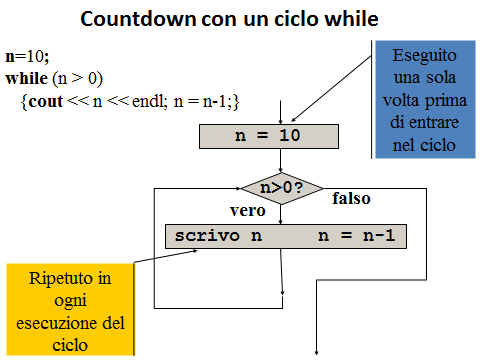 Countdown con un ciclo while
n=10;
while (n > 0)
{cout << n << endl; n = n-1;}
Eseguito
una sola
volta prima
di entrare
nel ciclo
n = 10
n>0?
vero
falso
scrivo n n = n-1
Ripetuto in
ogni
esecuzione del
ciclo